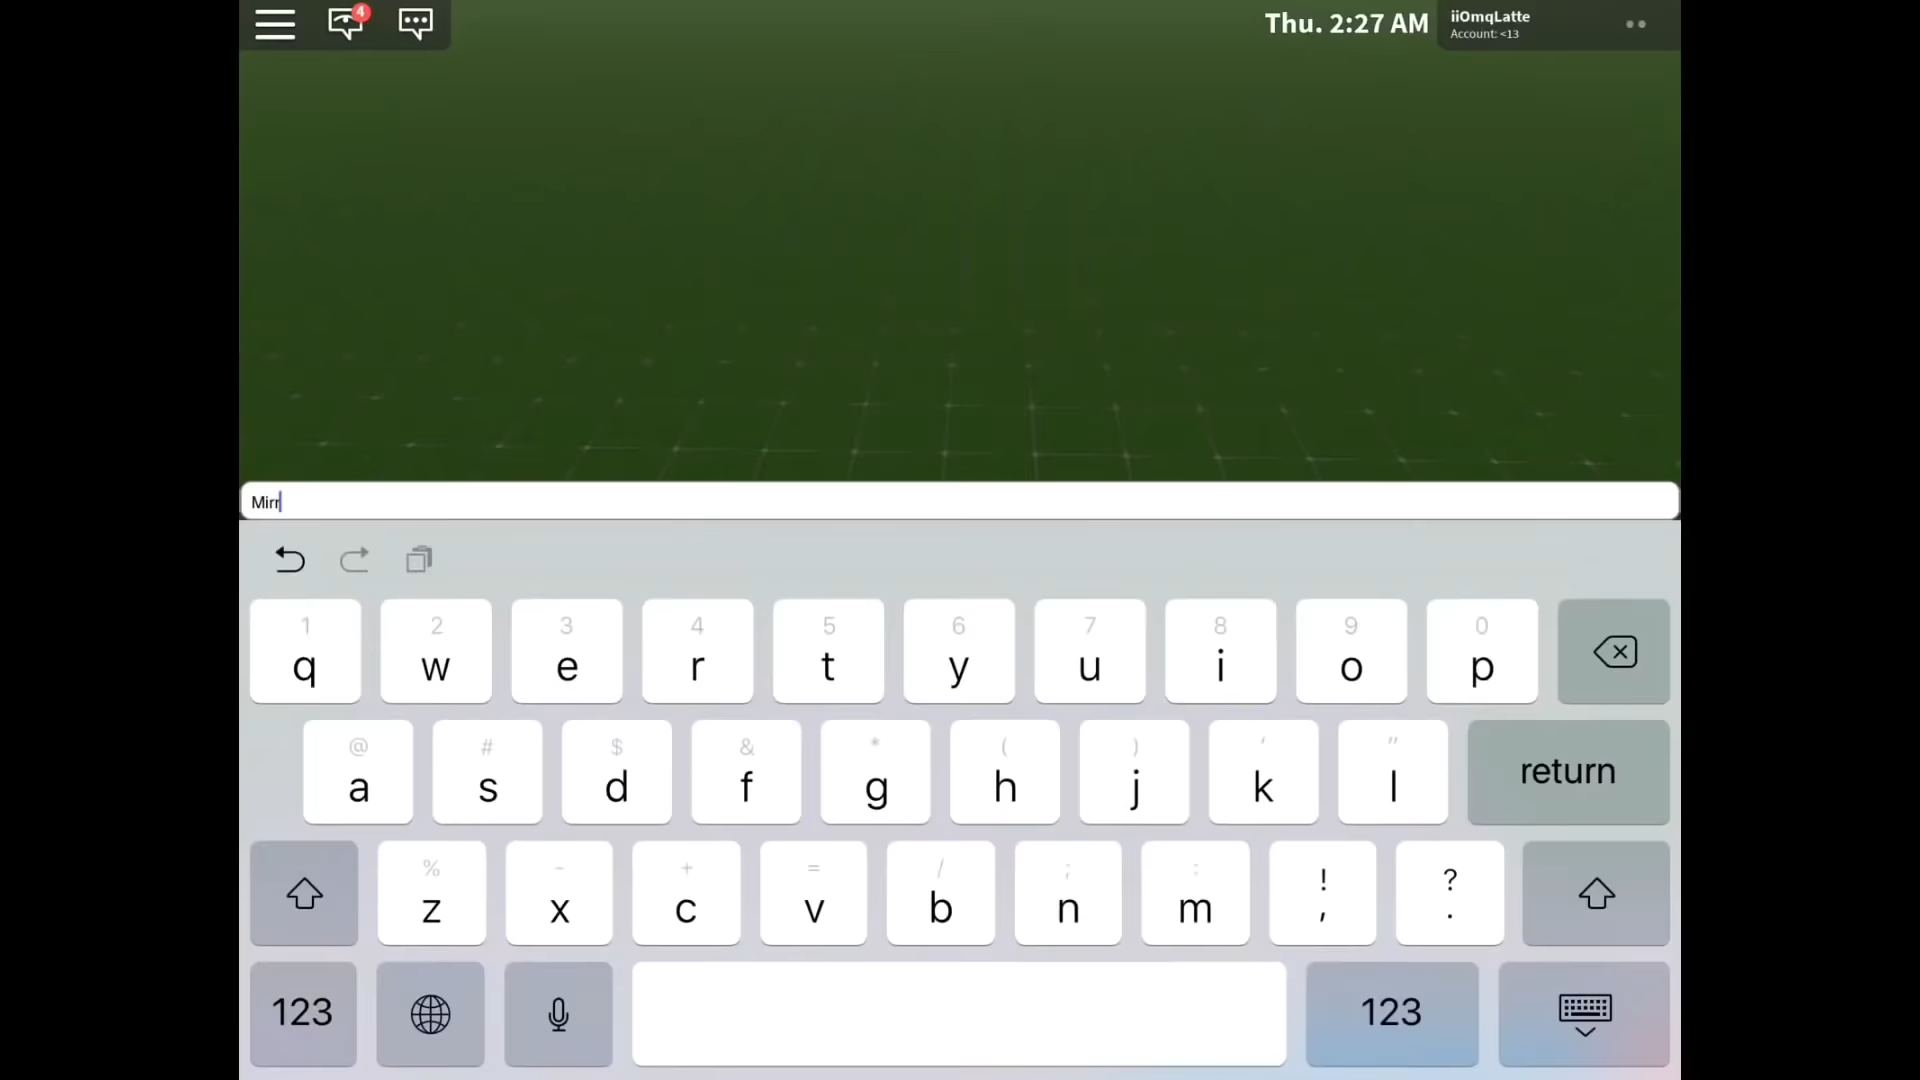 4
Thu. 2:27 AM
iiOmqLatte
Account: <13
Mirr
1 2 3 4 5 6 7 8 9 0
q w e r t y u i o p
@ # $ & * ( ) ' "
a s d f g h j k l return
% - + = / ; : ! ?
z x c v b n m , .
123 123